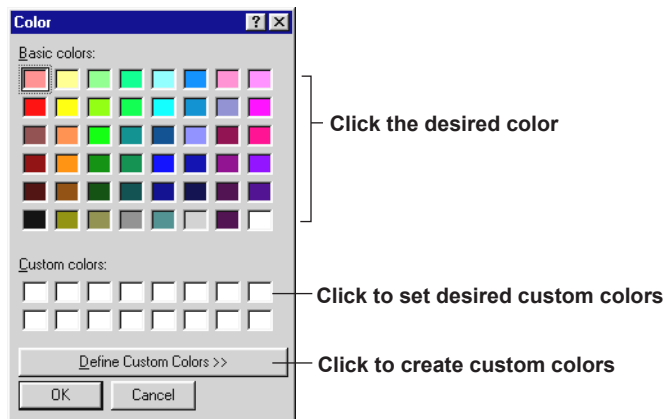 Color
Basic colors:
Click the desired color
Custom colors:
Click to set desired custom colors
Define Custom Colors >>
Click to create custom colors
OK
Cancel